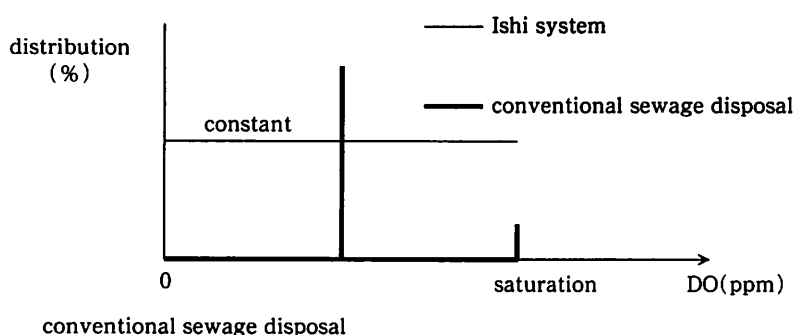 Ishi system
distribution
(%)
conventional sewage disposal
constant
0
saturation
DO(ppm)
conventional sewage disposal